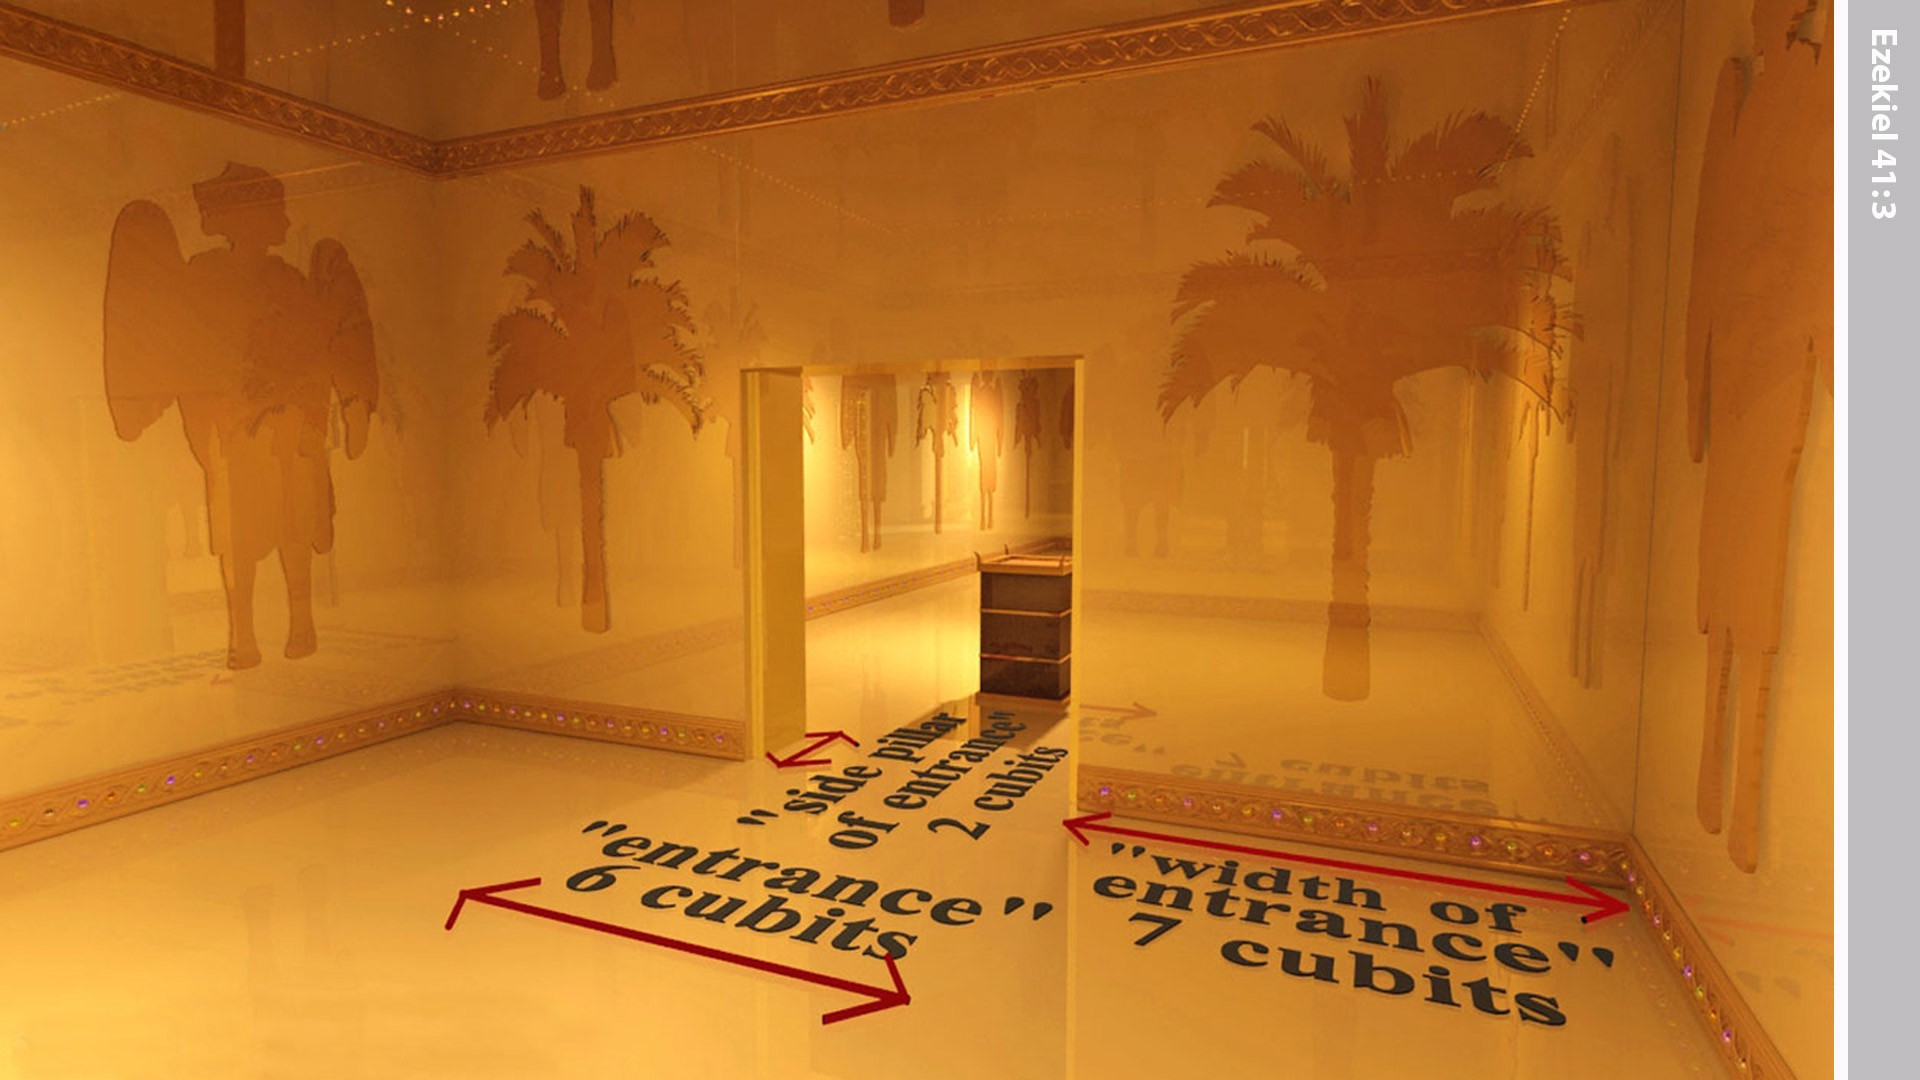 Ezekiel 41:3
"side pillar
of entrance"
2 cubits
"entrance"
6 cubits
"width of
entrance"
7 cubits